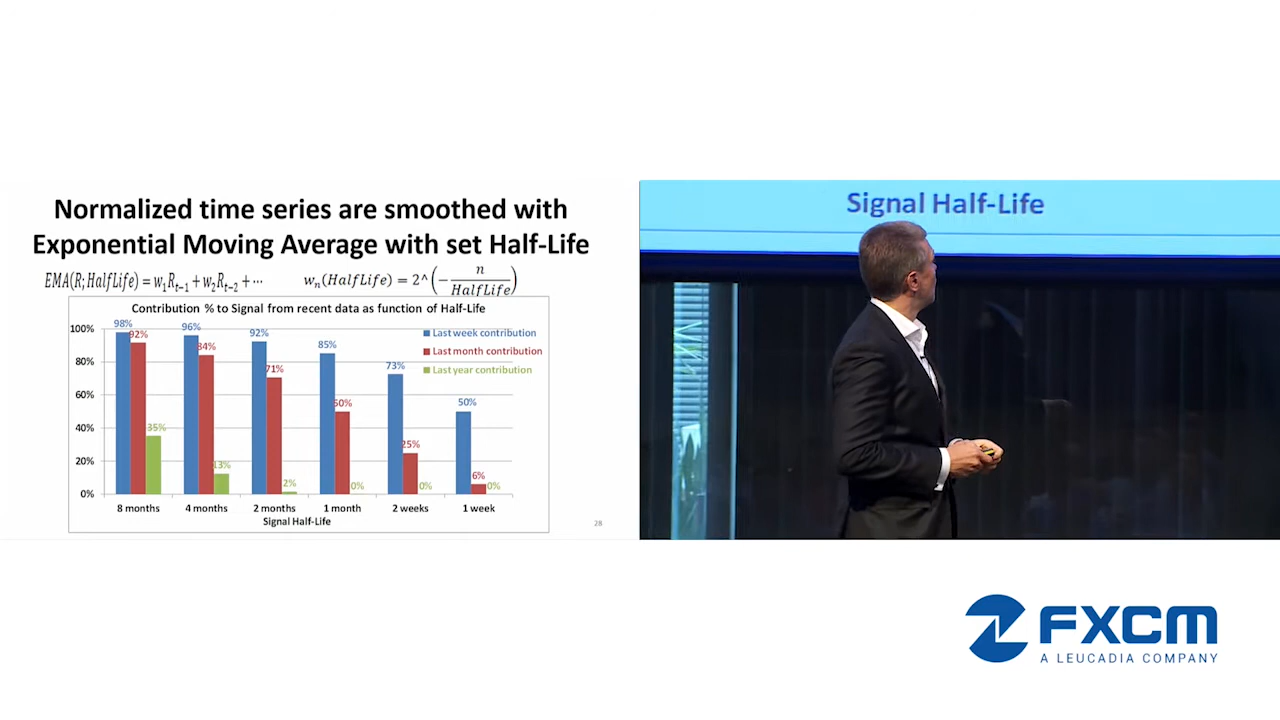 Normalized time series are smoothed with
Exponential Moving Average with set Half-Life
EMA(R; HalfLife) = w₁Rₜ₋₁ + w₂Rₜ₋₂ + ⋯
wₙ(HalfLife) = 2^(−n/HalfLife)
Contribution % to Signal from recent data as function of Half-Life
100%
80%
60%
40%
20%
0%
98%
92%
35%
96%
84%
13%
92%
71%
2%
85%
50%
0%
73%
25%
0%
50%
6%
0%
Last week contribution
Last month contribution
Last year contribution
8 months
4 months
2 months
1 month
2 weeks
1 week
Signal Half-Life
28
Signal Half-Life
FXCM
A LEUCADIA COMPANY